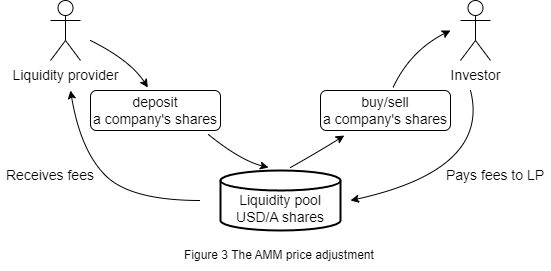 Liquidity provider
Investor
deposit
a company's shares
buy/sell
a company's shares
Receives fees
Pays fees to LP
Liquidity pool
USD/A shares
Figure 3 The AMM price adjustment